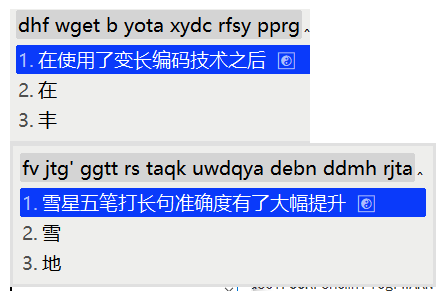 dhf wget b yota xydc rfsy pprg
1. 在使用了变长编码技术之后
2. 在
3. 丰
fv jtg' ggtt rs taqk uwdqya debn ddmh rjta
1. 雪星五笔打长句准确度有了大幅提升
2. 雪
3. 地